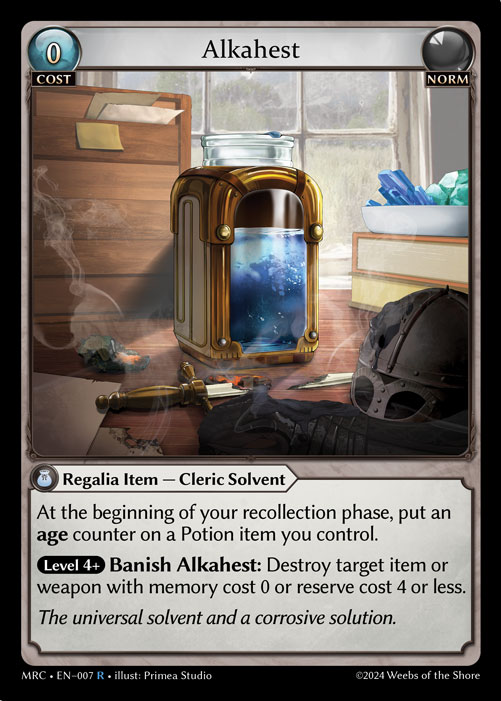 0
Alkahest
COST
NORM
Regalia Item — Cleric Solvent
At the beginning of your recollection phase, put an
age counter on a Potion item you control.
Level 4+ Banish Alkahest: Destroy target item or
weapon with memory cost 0 or reserve cost 4 or less.
The universal solvent and a corrosive solution.
MRC • EN–007 R • illust: Primea Studio
©2024 Weebs of the Shore